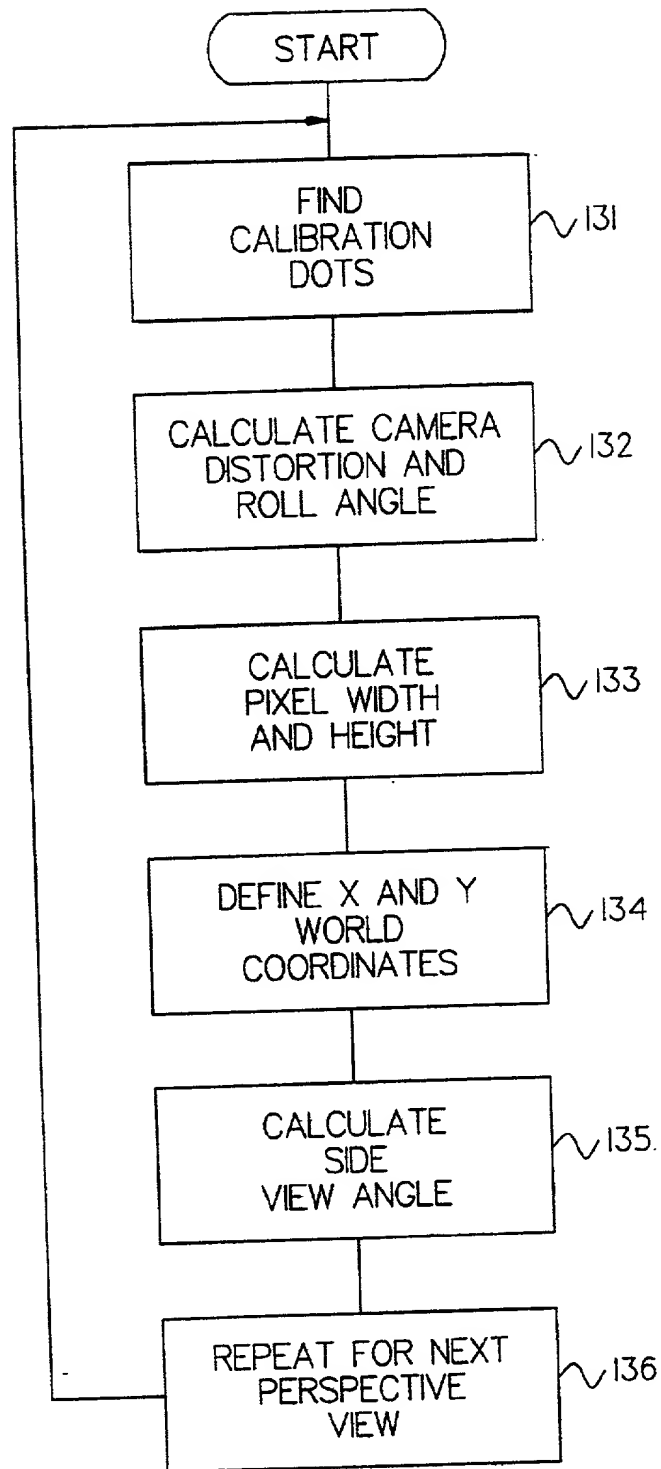 START
FIND
CALIBRATION
DOTS
131
CALCULATE CAMERA
DISTORTION AND
ROLL ANGLE
132
CALCULATE
PIXEL WIDTH
AND HEIGHT
133
DEFINE X AND Y
WORLD
COORDINATES
134
CALCULATE
SIDE
VIEW ANGLE
135
REPEAT FOR NEXT
PERSPECTIVE
VIEW
136